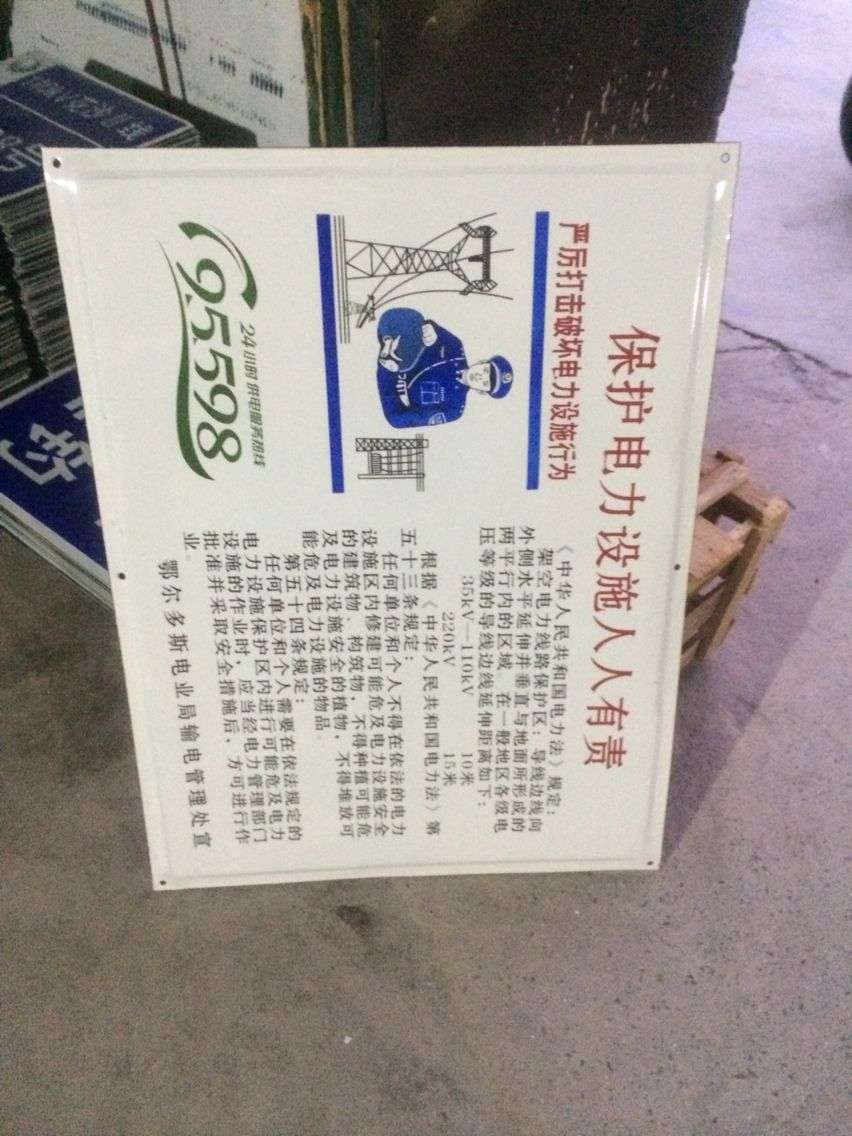 保护电力设施人人有责
严厉打击破坏电力设施行为
24小时供电服务热线
95598
《中华人民共和国电力法》规定：
架空电力线路保护区：导线边线向
外侧水平延伸并垂直与地面所形成的
两平行内的区域，在一般地区各级电
压等级的导线边线延伸距离如下：
35kV—110kV 10米
220kV 15米
根据《中华人民共和国电力法》第
五十三条规定：
任何单位和个人不得在依法的电力
设施区内修建可能危及电力设施安全
的建筑物、构筑物，不得种植可能危
及电力设施安全的植物，不得堆放可
能危及电力设施的物品。
第五十四条规定：
任何单位和个人需要在依法规定的
电力设施保护区内进行可能危及电力
设施的作业时，应当经电力管理部门
批准并采取安全措施后，方可进行作
业。
鄂尔多斯电业局输电管理处宣